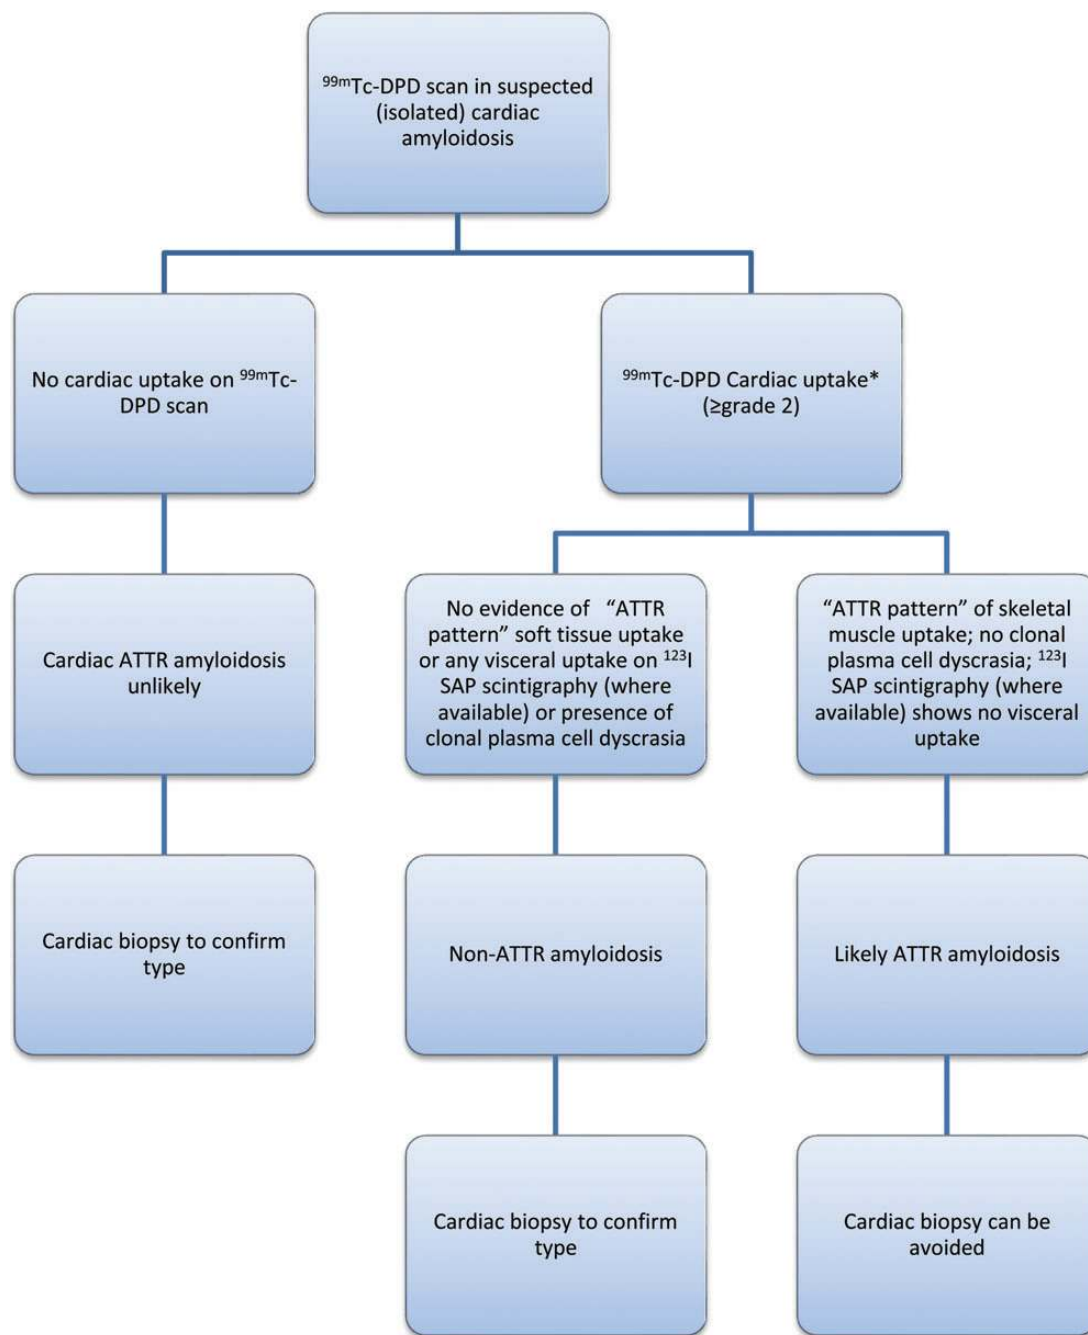 ⁹⁹ᵐTc-DPD scan in suspected
(isolated) cardiac
amyloidosis
No cardiac uptake on ⁹⁹ᵐTc-
DPD scan
⁹⁹ᵐTc-DPD Cardiac uptake*
(≥grade 2)
Cardiac ATTR amyloidosis
unlikely
No evidence of “ATTR
pattern” soft tissue uptake
or any visceral uptake on ¹²³I
SAP scintigraphy (where
available) or presence of
clonal plasma cell dyscrasia
“ATTR pattern” of skeletal
muscle uptake; no clonal
plasma cell dyscrasia; ¹²³I
SAP scintigraphy (where
available) shows no visceral
uptake
Cardiac biopsy to confirm
type
Non-ATTR amyloidosis
Likely ATTR amyloidosis
Cardiac biopsy to confirm
type
Cardiac biopsy can be
avoided